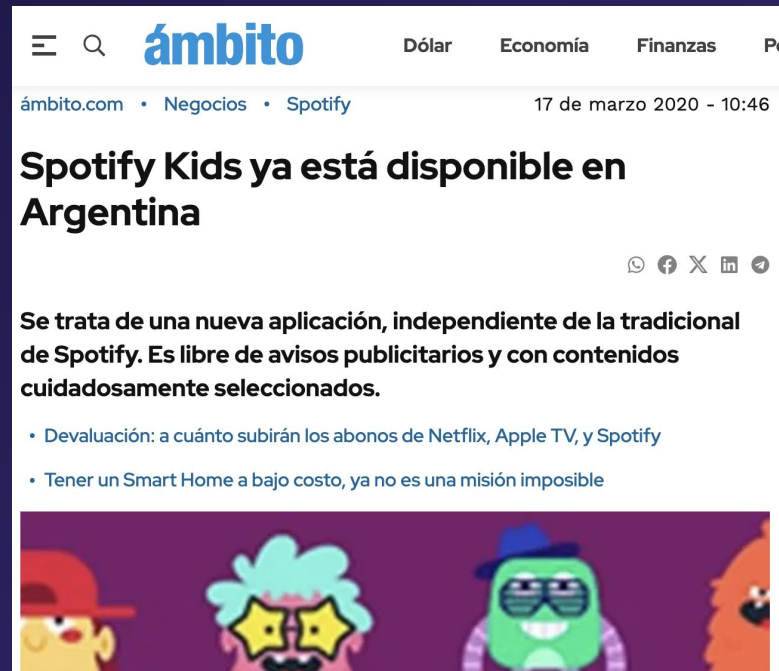 ámbito
Dólar Economía Finanzas
ámbito.com • Negocios • Spotify 17 de marzo 2020 - 10:46
Spotify Kids ya está disponible en
Argentina
Se trata de una nueva aplicación, independiente de la tradicional
de Spotify. Es libre de avisos publicitarios y con contenidos
cuidadosamente seleccionados.
• Devaluación: a cuánto subirán los abonos de Netflix, Apple TV, y Spotify
• Tener un Smart Home a bajo costo, ya no es una misión imposible